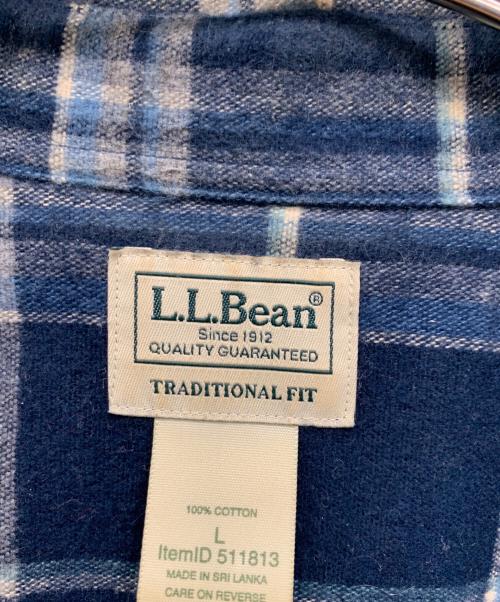 L.L.Bean®
Since 1912
QUALITY GUARANTEED
TRADITIONAL FIT
100% COTTON
L
ItemID 511813
MADE IN SRI LANKA
CARE ON REVERSE